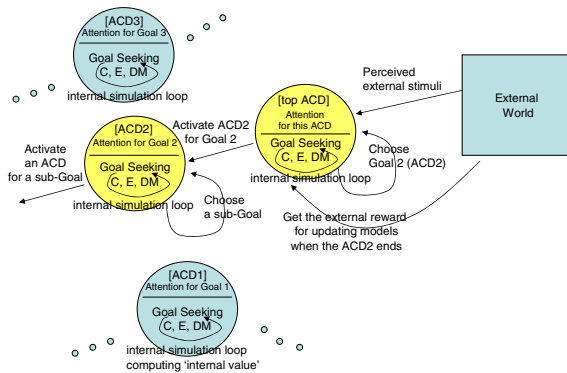 [ACD3]
Attention for Goal 3
Goal Seeking
C, E, DM
internal simulation loop
[ACD2]
Attention for Goal 2
Goal Seeking
C, E, DM
internal simulation loop
Activate
an ACD
for a sub-Goal
Choose
a sub-Goal
Activate ACD2
for Goal 2
[top ACD]
Attention
for this ACD
Goal Seeking
C, E, DM
internal simulation loop
Perceived
external stimuli
External
World
Choose
Goal 2 (ACD2)
Get the external reward
for updating models
when the ACD2 ends
[ACD1]
Attention for Goal 1
Goal Seeking
C, E, DM
internal simulation loop
computing ‘internal value’